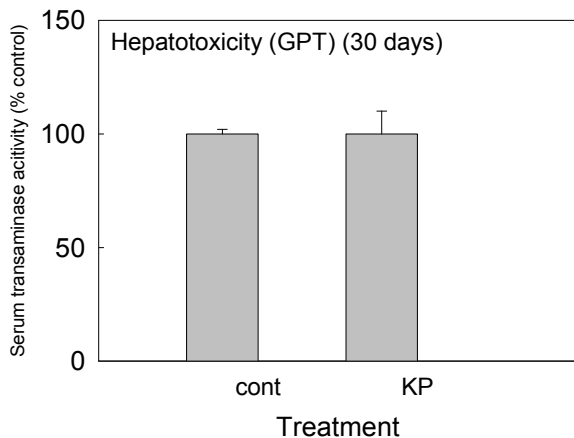 Hepatotoxicity (GPT) (30 days)
Serum transaminase acitivity (% control)
150
100
50
0
cont KP
Treatment